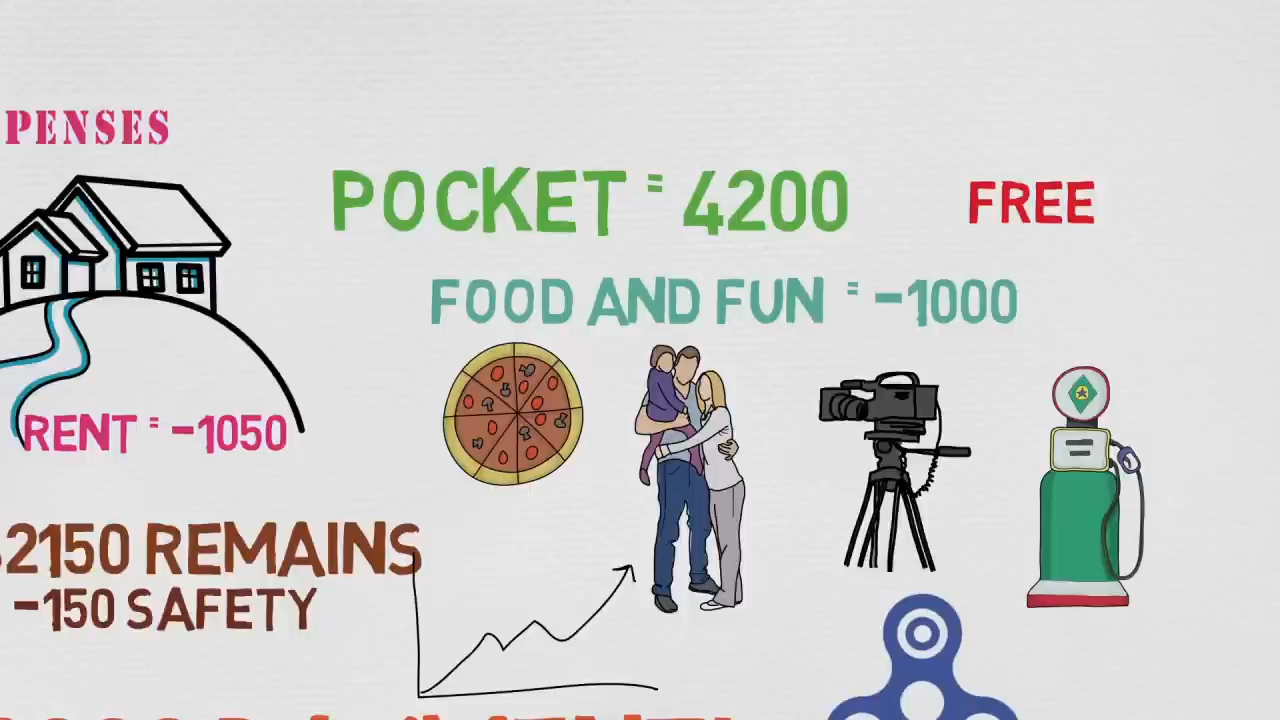 PENSES
POCKET = 4200
FREE
FOOD AND FUN = -1000
RENT = -1050
2150 REMAINS
-150 SAFETY